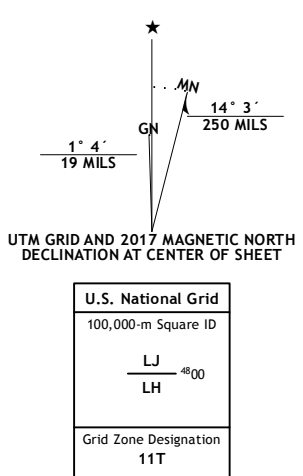 MN
GN
14° 3´
250 MILS
1° 4´
19 MILS
UTM GRID AND 2017 MAGNETIC NORTH
DECLINATION AT CENTER OF SHEET
U.S. National Grid
100,000-m Square ID
LJ
4800
LH
Grid Zone Designation
11T